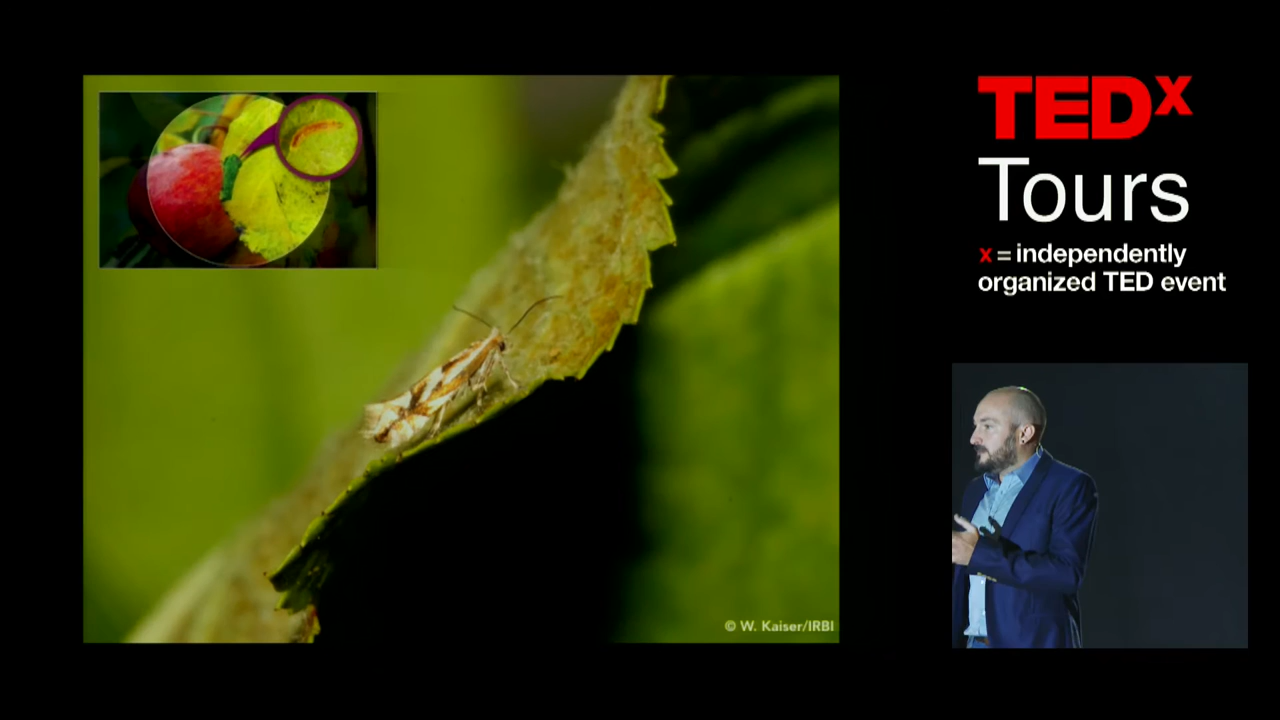 TEDx
Tours
x = independently
organized TED event
© W. Kaiser/IRBI